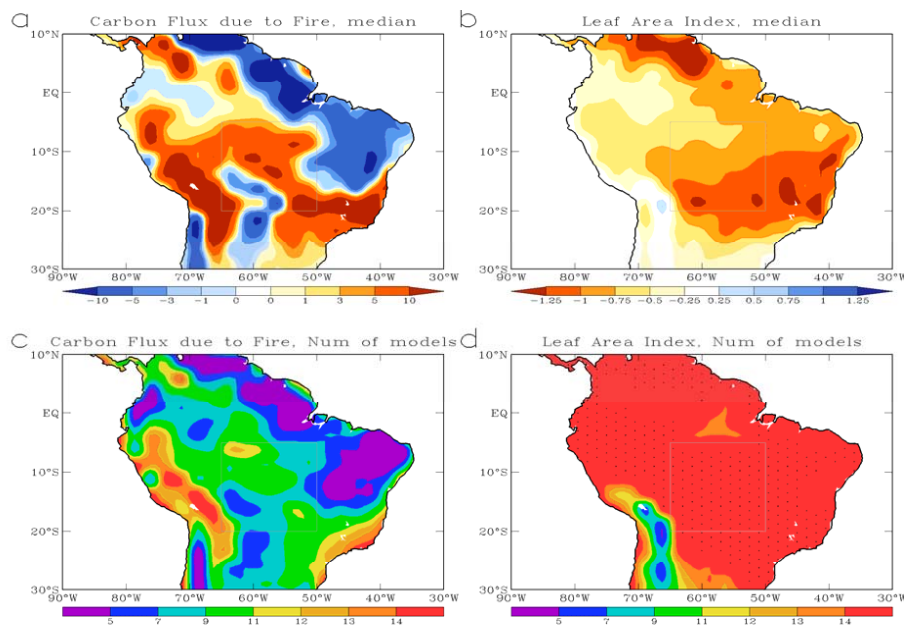 a Carbon Flux due to Fire, median
10°N
EQ
10°S
20°S
30°S
90°W 80°W 70°W 60°W 50°W 40°W 30°W
-10 -5 -3 -1 0 0 1 3 5 10
b Leaf Area Index, median
10°N
EQ
10°S
20°S
30°S
90°W 80°W 70°W 60°W 50°W 40°W 30°W
-1.25 -1 -0.75 -0.5 -0.25 0.25 0.5 0.75 1 1.25
c Carbon Flux due to Fire, Num of models
10°N
EQ
10°S
20°S
30°S
90°W 80°W 70°W 60°W 50°W 40°W 30°W
5 7 9 11 12 13 14
d Leaf Area Index, Num of models
10°N
EQ
10°S
20°S
30°S
90°W 80°W 70°W 60°W 50°W 40°W 30°W
5 7 9 11 12 13 14